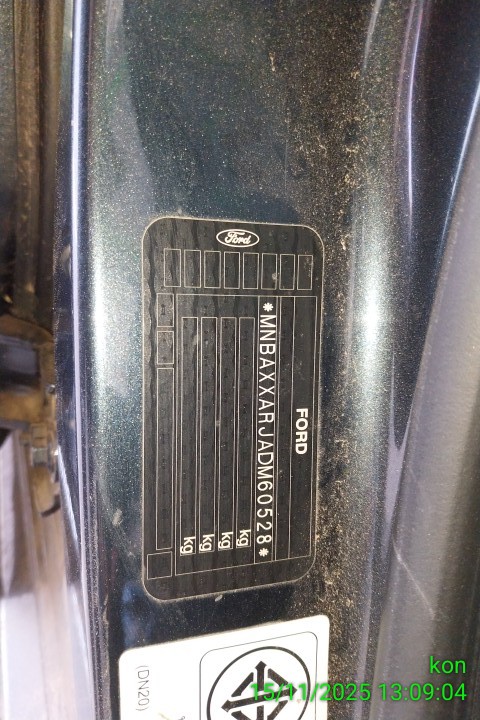 Ford
FORD
*MNBAXXARJADM60528*
kg
kg
kg
kg
(DN20)
kon
15/11/2025 13:09:04